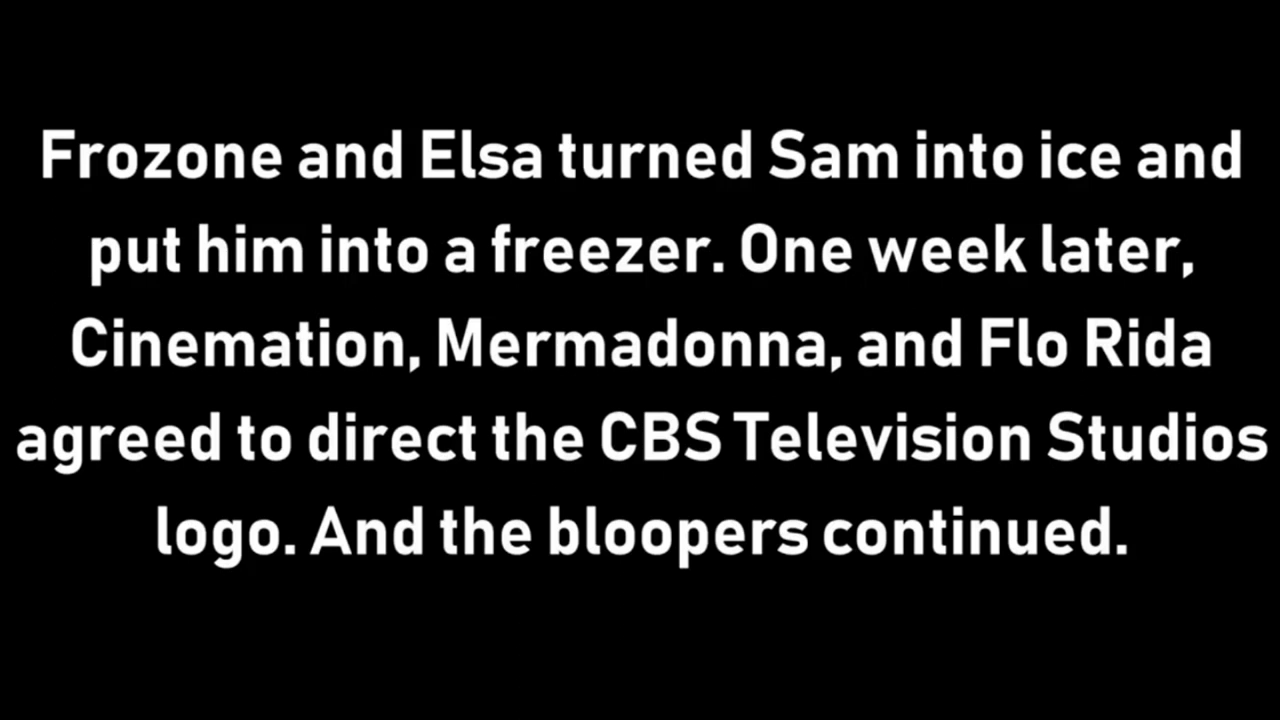 Frozone and Elsa turned Sam into ice and
put him into a freezer. One week later,
Cinemation, Mermadonna, and Flo Rida
agreed to direct the CBS Television Studios
logo. And the bloopers continued.